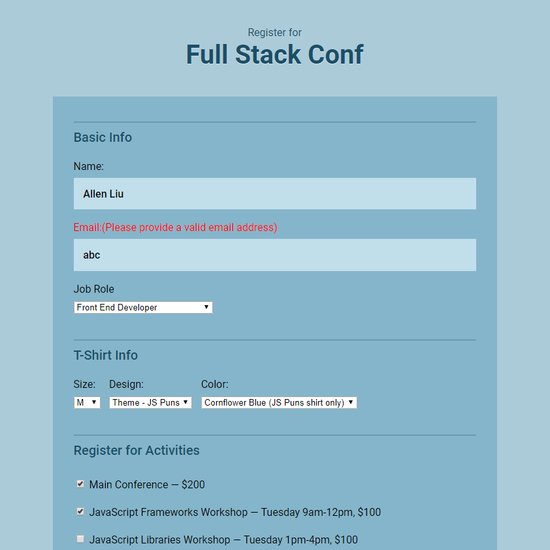 Register for
Full Stack Conf
Basic Info
Name:
Allen Liu
Email:(Please provide a valid email address)
abc
Job Role
Front End Developer
T-Shirt Info
Size: Design: Color:
M Theme - JS Puns Cornflower Blue (JS Puns shirt only)
Register for Activities
Main Conference — $200
JavaScript Frameworks Workshop — Tuesday 9am-12pm, $100
JavaScript Libraries Workshop — Tuesday 1pm-4pm, $100